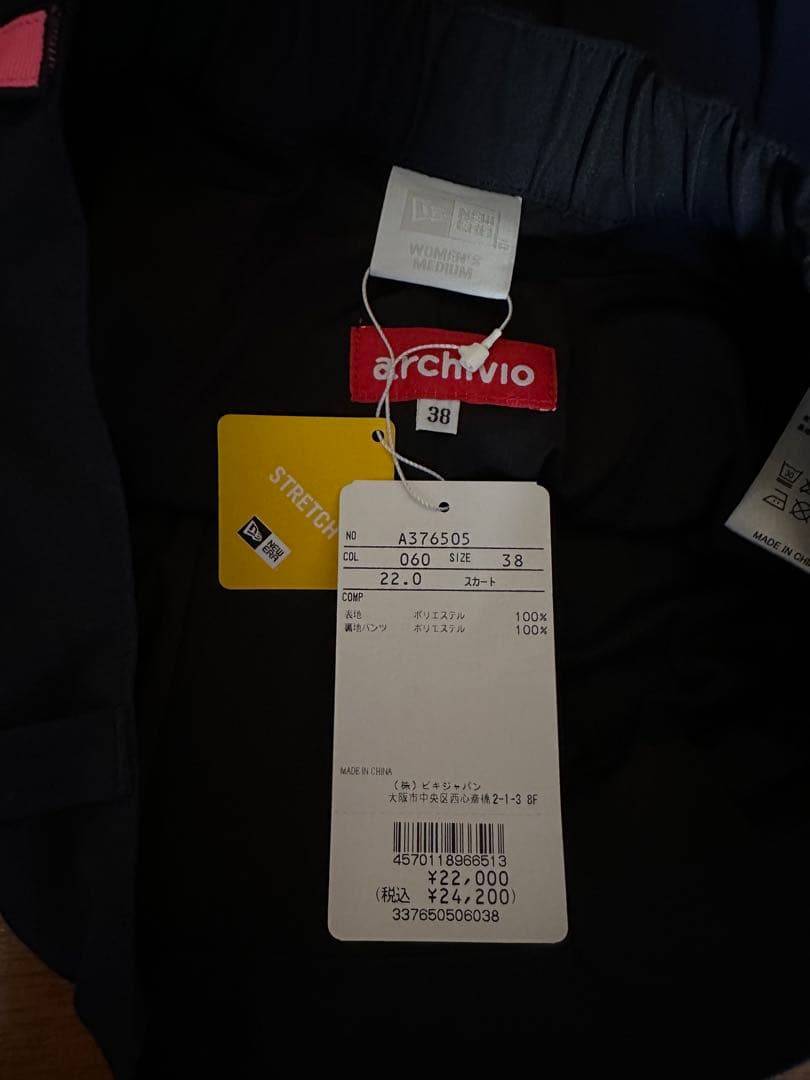 NEW
ERA
WOMEN'S
MEDIUM
archivio
38
STRETCH
NEW
ERA
NO A376505
COL 060 SIZE 38
22.0 スカート
COMP
表地 ポリエステル 100%
裏地パンツ ポリエステル 100%
MADE IN CHINA
(株)ビキジャパン
大阪市中央区西心斎橋2-1-3 8F
4570118966513
¥22,000
(税込 ¥24,200)
337650506038
30
MADE IN CHI